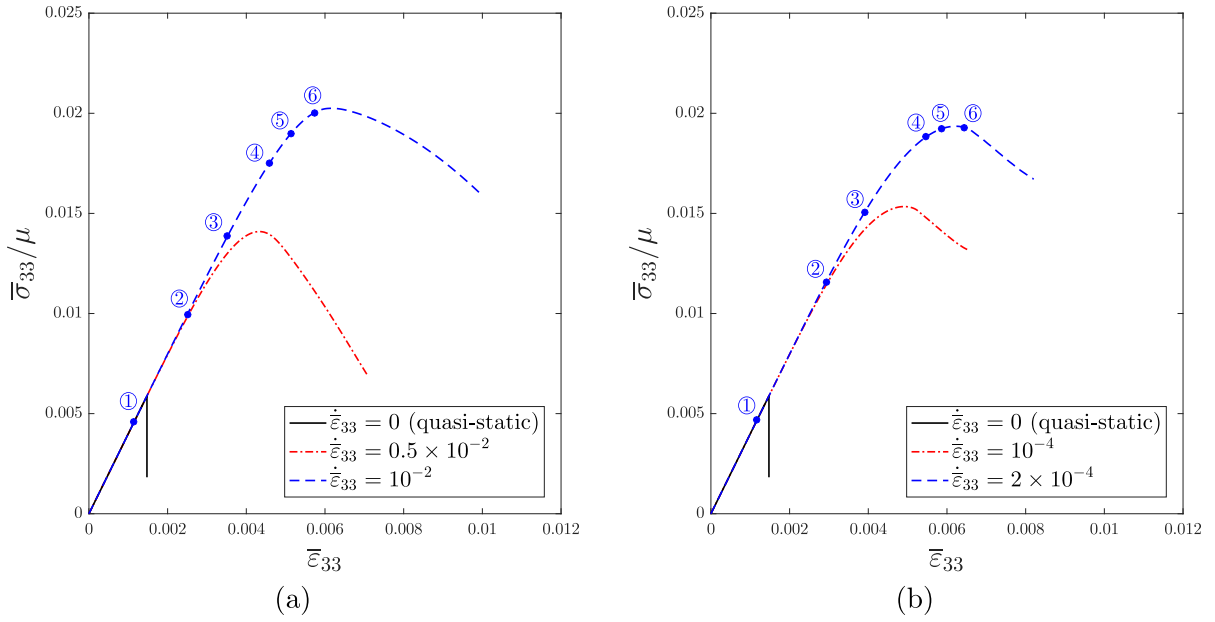 0.025
0.02
0.015
0.01
0.005
0
0 0.002 0.004 0.006 0.008 0.01 0.012
σ̅₃₃/μ
ε̅₃₃
① ② ③ ④ ⑤ ⑥
ε̅̇₃₃ = 0 (quasi-static)
ε̅̇₃₃ = 0.5 × 10⁻²
ε̅̇₃₃ = 10⁻²
(a)
0.025
0.02
0.015
0.01
0.005
0
0 0.002 0.004 0.006 0.008 0.01 0.012
σ̅₃₃/μ
ε̅₃₃
① ② ③ ④ ⑤ ⑥
ε̅̇₃₃ = 0 (quasi-static)
ε̅̇₃₃ = 10⁻⁴
ε̅̇₃₃ = 2 × 10⁻⁴
(b)